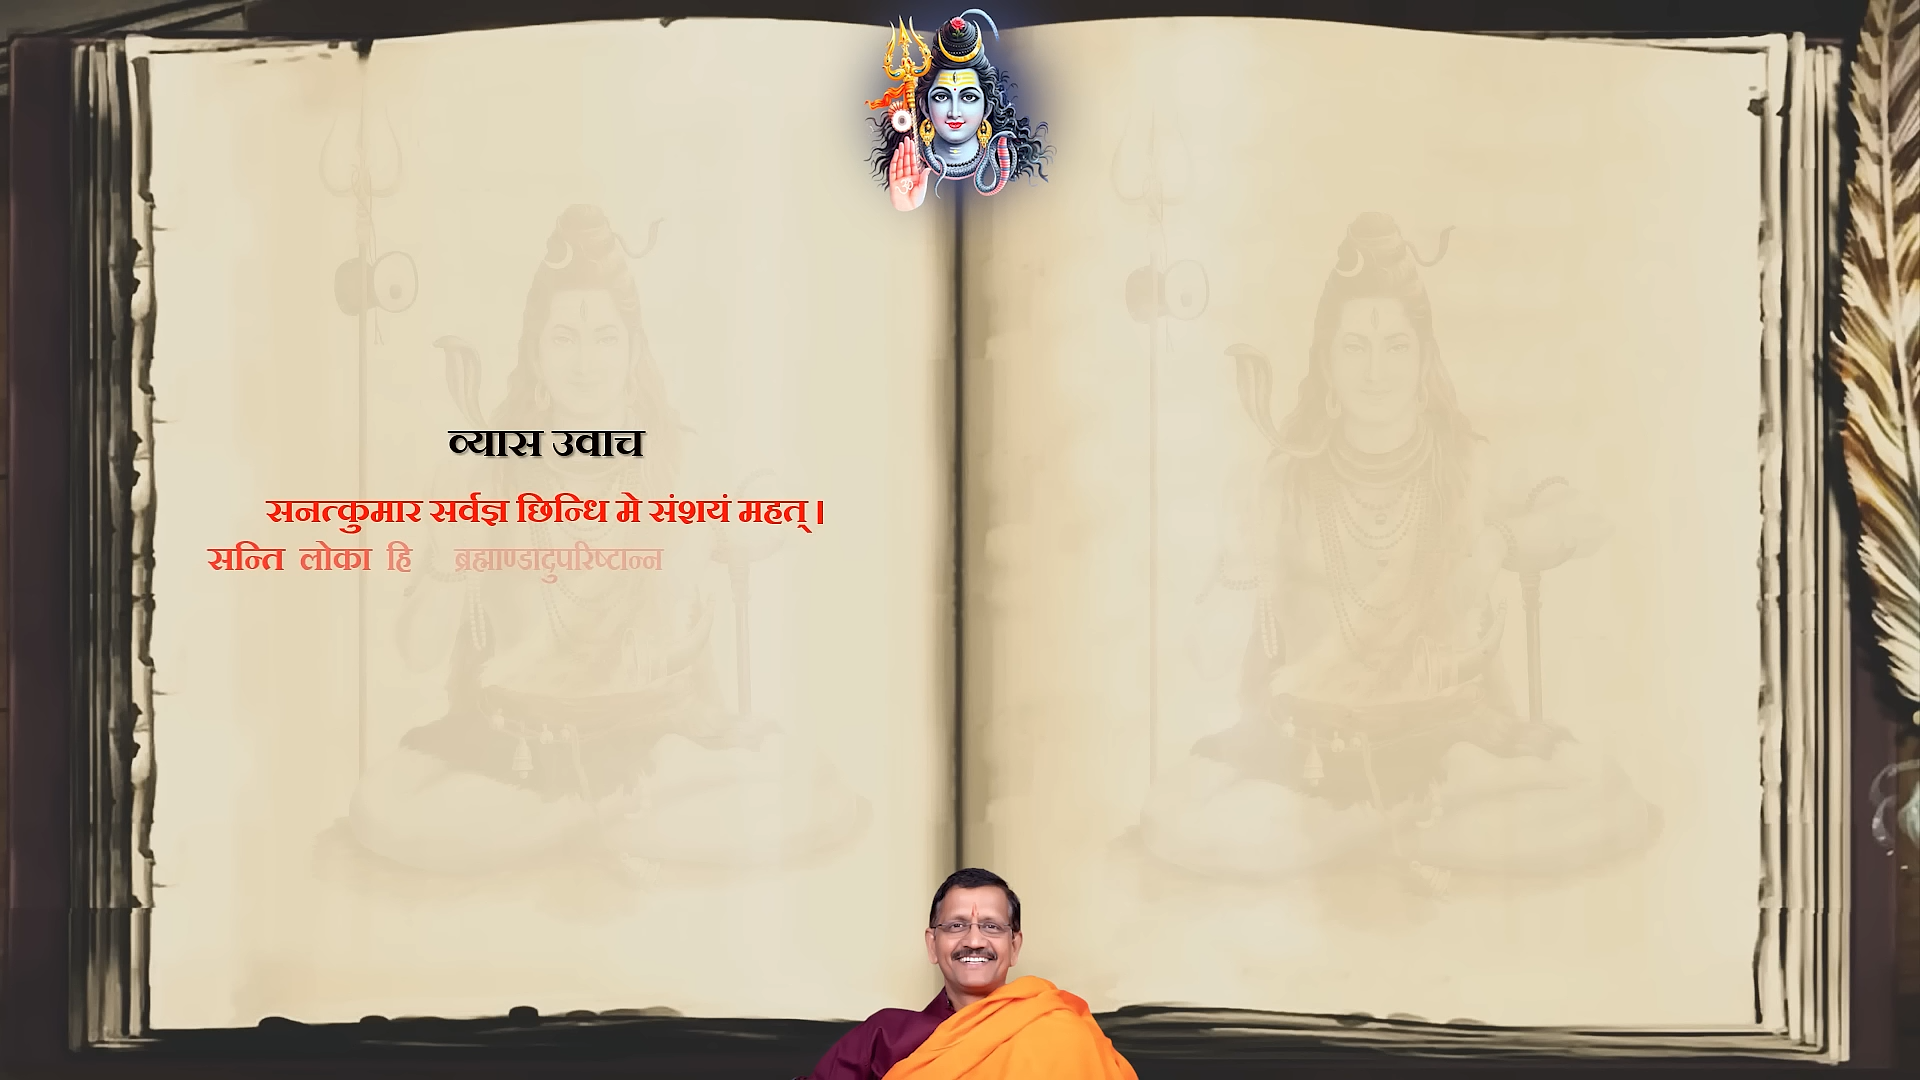 व्यास उवाच
सनत्कुमार सर्वज्ञ छिन्धि मे संशयं महत् ।
सन्ति लोका हि ब्रह्माण्डादुपरिष्टान्न